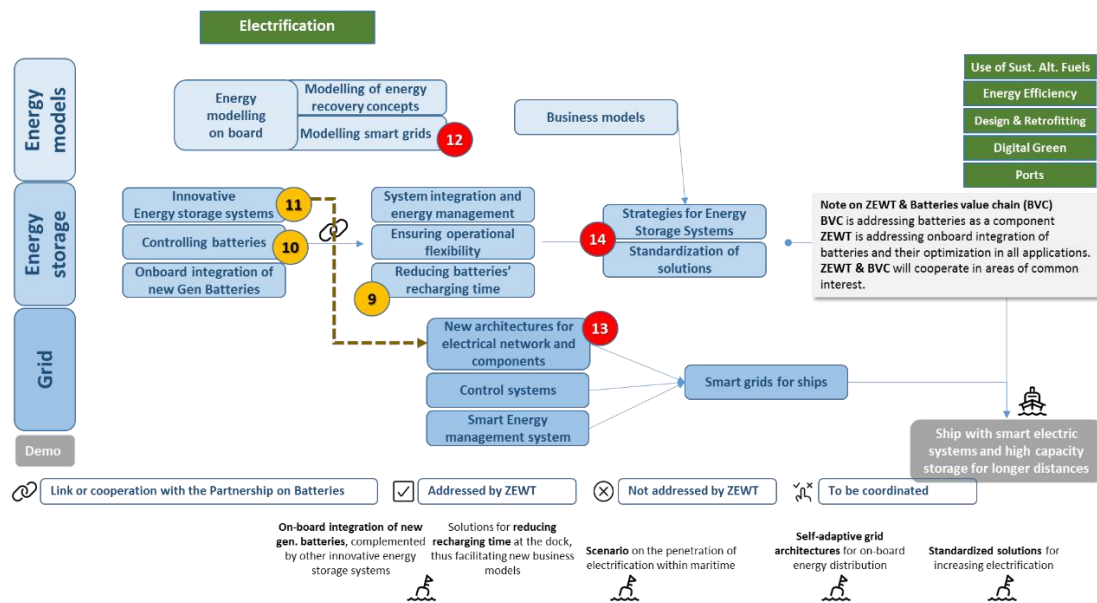 Electrification
Energy models
Energy modelling on board
Modelling of energy
recovery concepts
Modelling smart grids
12
Business models
Use of Sust. Alt. Fuels
Energy Efficiency
Design & Retrofitting
Digital Green
Ports
Energy storage
Innovative
Energy storage systems
11
Controlling batteries
10
Onboard integration of
new Gen Batteries
System integration and
energy management
Ensuring operational
flexibility
Reducing batteries'
recharging time
9
14
Strategies for Energy
Storage Systems
Standardization of
solutions
Note on ZEWT & Batteries value chain (BVC)
BVC is addressing batteries as a component
ZEWT is addressing onboard integration of
batteries and their optimization in all applications.
ZEWT & BVC will cooperate in areas of common
interest.
Grid
New architectures for
electrical network and
components
13
Control systems
Smart Energy
management system
Smart grids for ships
Demo
Ship with smart electric
systems and high capacity
storage for longer distances
Link or cooperation with the Partnership on Batteries
Addressed by ZEWT
Not addressed by ZEWT
To be coordinated
On-board integration of new
gen. batteries, complemented
by other innovative energy
storage systems
Solutions for reducing
recharging time at the dock,
thus facilitating new business
models
Scenario on the penetration of
electrification within maritime
Self-adaptive grid
architectures for on-board
energy distribution
Standardized solutions for
increasing electrification